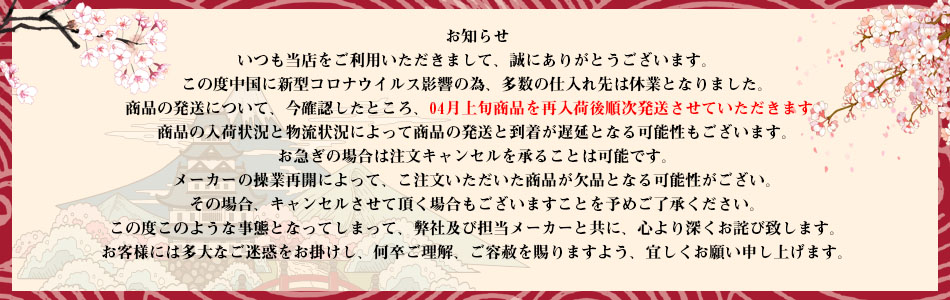 お知らせ
いつも当店をご利用いただきまして、誠にありがとうございます。
この度中国に新型コロナウイルス影響の為、多数の仕入れ先は休業となりました。
商品の発送について、今確認したところ、04月上旬商品を再入荷後順次発送させていただきます。
商品の入荷状況と物流状況によって商品の発送と到着が遅延となる可能性もございます。
お急ぎの場合は注文キャンセルを承ることは可能です。
メーカーの操業再開によって、ご注文いただいた商品が欠品となる可能性がござい。
その場合、キャンセルさせて頂く場合もございますことを予めご了承ください。
この度このような事態となってしまって、弊社及び担当メーカーと共に、心より深くお詫び致します。
お客様には多大なご迷惑をお掛けし、何卒ご理解、ご容赦を賜りますよう、宜しくお願い申し上げます。